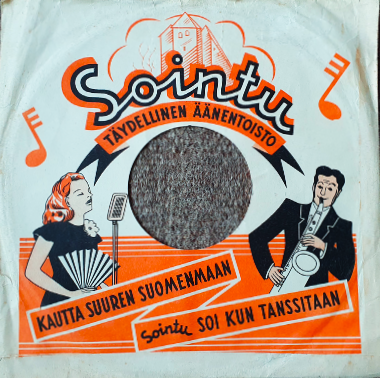 Sointu
TÄYDELLINEN ÄÄNENTOISTO
KAUTTA SUUREN SUOMENMAAN
Sointu SOI KUN TANSSITAAN